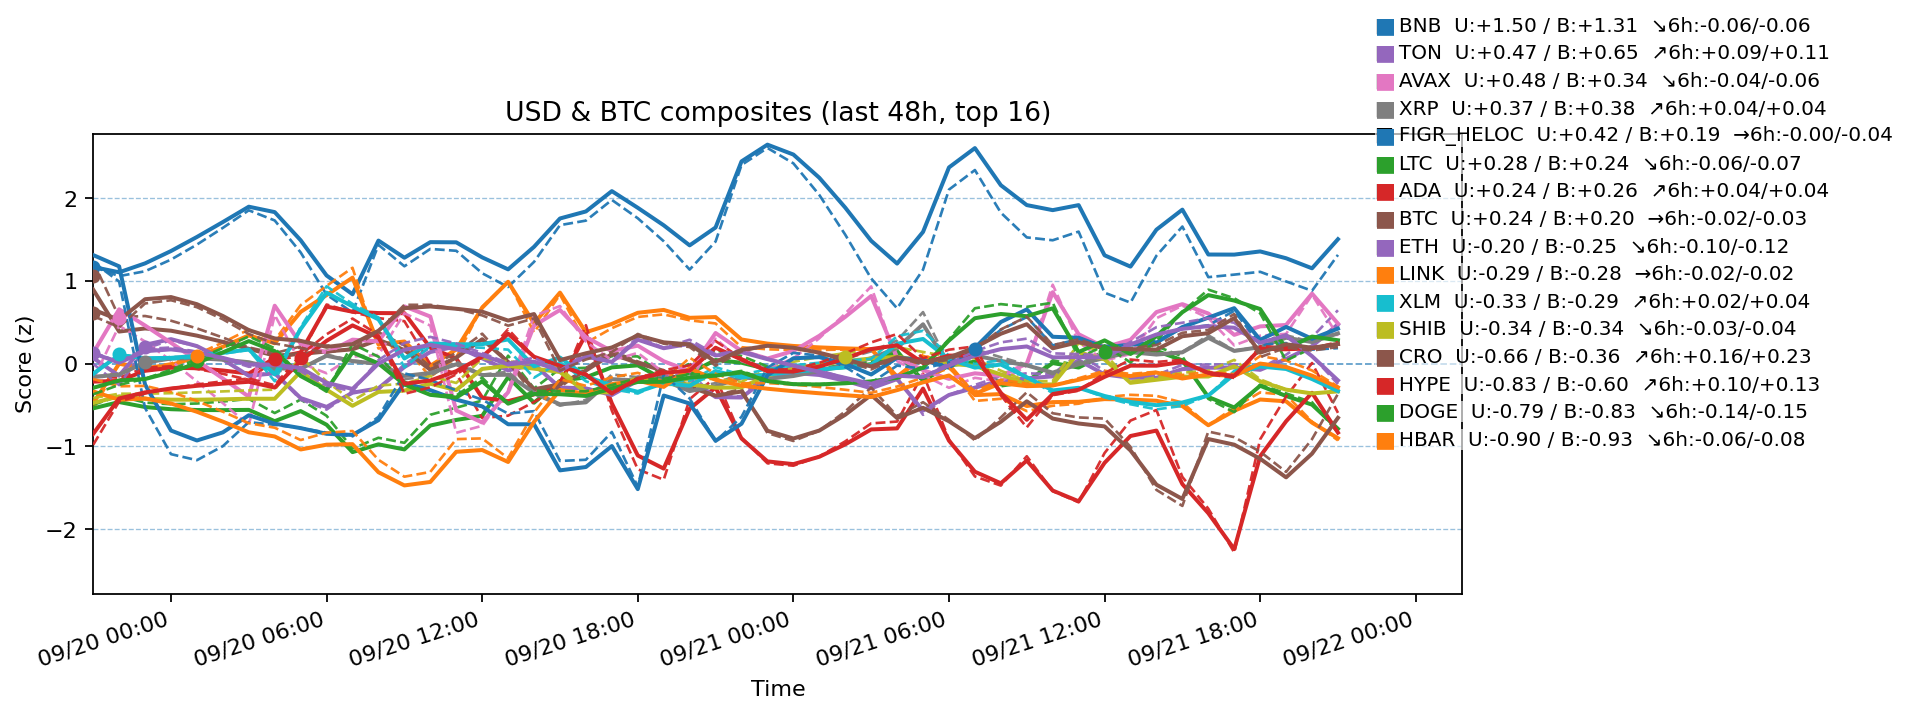 BNB  U:+1.50 / B:+1.31  ↘6h:-0.06/-0.06
TON  U:+0.47 / B:+0.65  ↗6h:+0.09/+0.11
AVAX  U:+0.48 / B:+0.34  ↘6h:-0.04/-0.06
XRP  U:+0.37 / B:+0.38  ↗6h:+0.04/+0.04
FIGR_HELOC  U:+0.42 / B:+0.19  →6h:-0.00/-0.04
LTC  U:+0.28 / B:+0.24  ↘6h:-0.06/-0.07
ADA  U:+0.24 / B:+0.26  ↗6h:+0.04/+0.04
BTC  U:+0.24 / B:+0.20  →6h:-0.02/-0.03
ETH  U:-0.20 / B:-0.25  ↘6h:-0.10/-0.12
LINK  U:-0.29 / B:-0.28  →6h:-0.02/-0.02
XLM  U:-0.33 / B:-0.29  ↗6h:+0.02/+0.04
SHIB  U:-0.34 / B:-0.34  ↘6h:-0.03/-0.04
CRO  U:-0.66 / B:-0.36  ↗6h:+0.16/+0.23
HYPE  U:-0.83 / B:-0.60  ↗6h:+0.10/+0.13
DOGE  U:-0.79 / B:-0.83  ↘6h:-0.14/-0.15
HBAR  U:-0.90 / B:-0.93  ↘6h:-0.06/-0.08
USD & BTC composites (last 48h, top 16)
Score (z)
2
1
0
−1
−2
09/20 00:00
09/20 06:00
09/20 12:00
09/20 18:00
09/21 00:00
09/21 06:00
09/21 12:00
09/21 18:00
09/22 00:00
Time